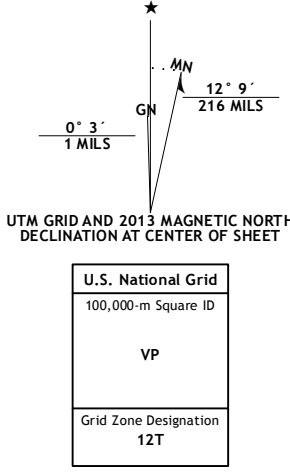 MN
GN
12° 9´
216 MILS
0° 3´
1 MILS
UTM GRID AND 2013 MAGNETIC NORTH
DECLINATION AT CENTER OF SHEET
U.S. National Grid
100,000-m Square ID
VP
Grid Zone Designation
12T